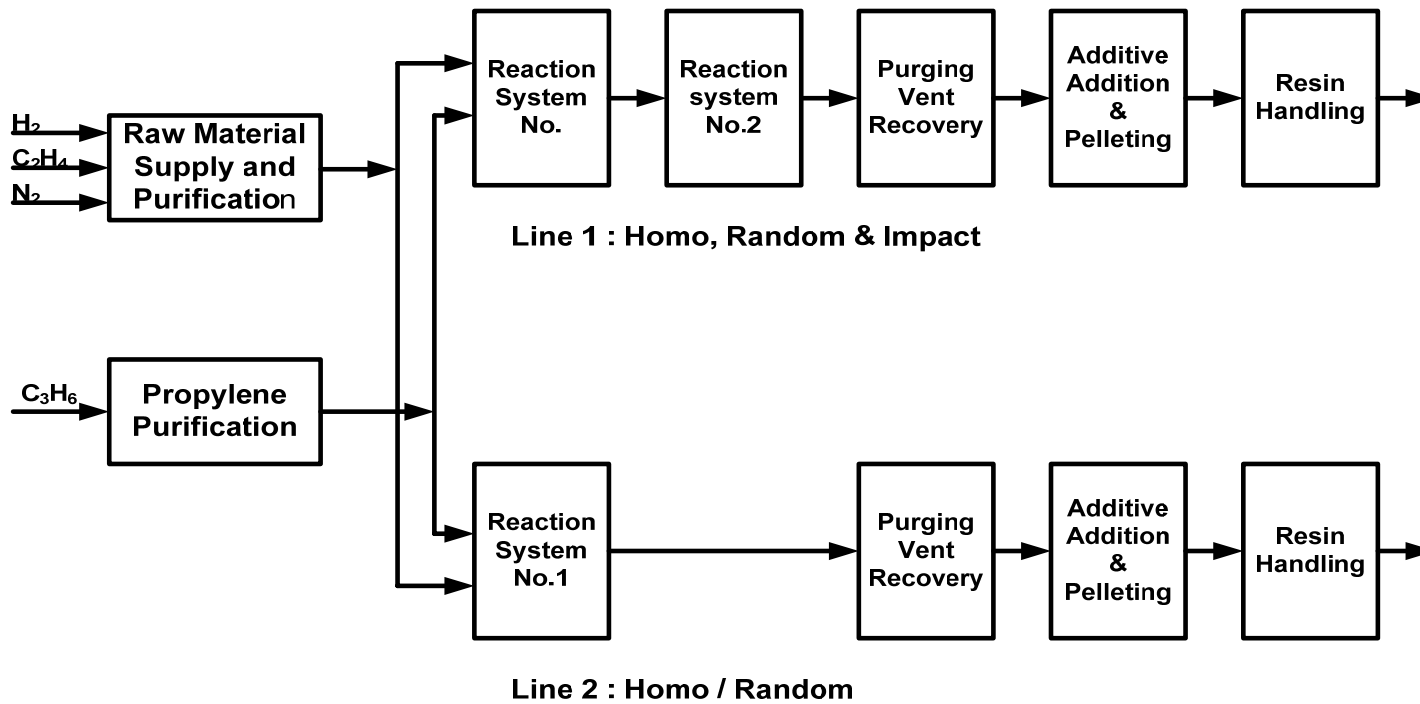 H₂
C₂H₄
N₂
Raw Material
Supply and
Purification
Reaction
System
No.
Reaction
system
No.2
Purging
Vent
Recovery
Additive
Addition
&
Pelleting
Resin
Handling
Line 1 : Homo, Random & Impact
C₃H₆
Propylene
Purification
Reaction
System
No.1
Purging
Vent
Recovery
Additive
Addition
&
Pelleting
Resin
Handling
Line 2 : Homo / Random